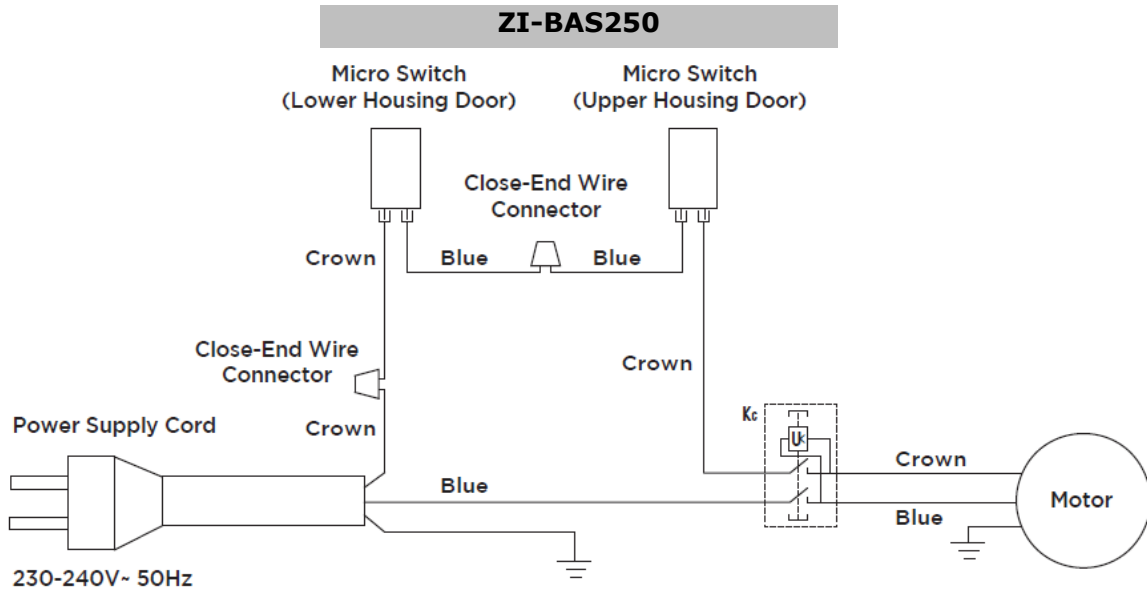 ZI-BAS250
Micro Switch
(Lower Housing Door)
Micro Switch
(Upper Housing Door)
Close-End Wire
Connector
Crown
Blue
Blue
Close-End Wire
Connector
Crown
Power Supply Cord
Crown
Kc
U<
Crown
Blue
Motor
Blue
230-240V~ 50Hz